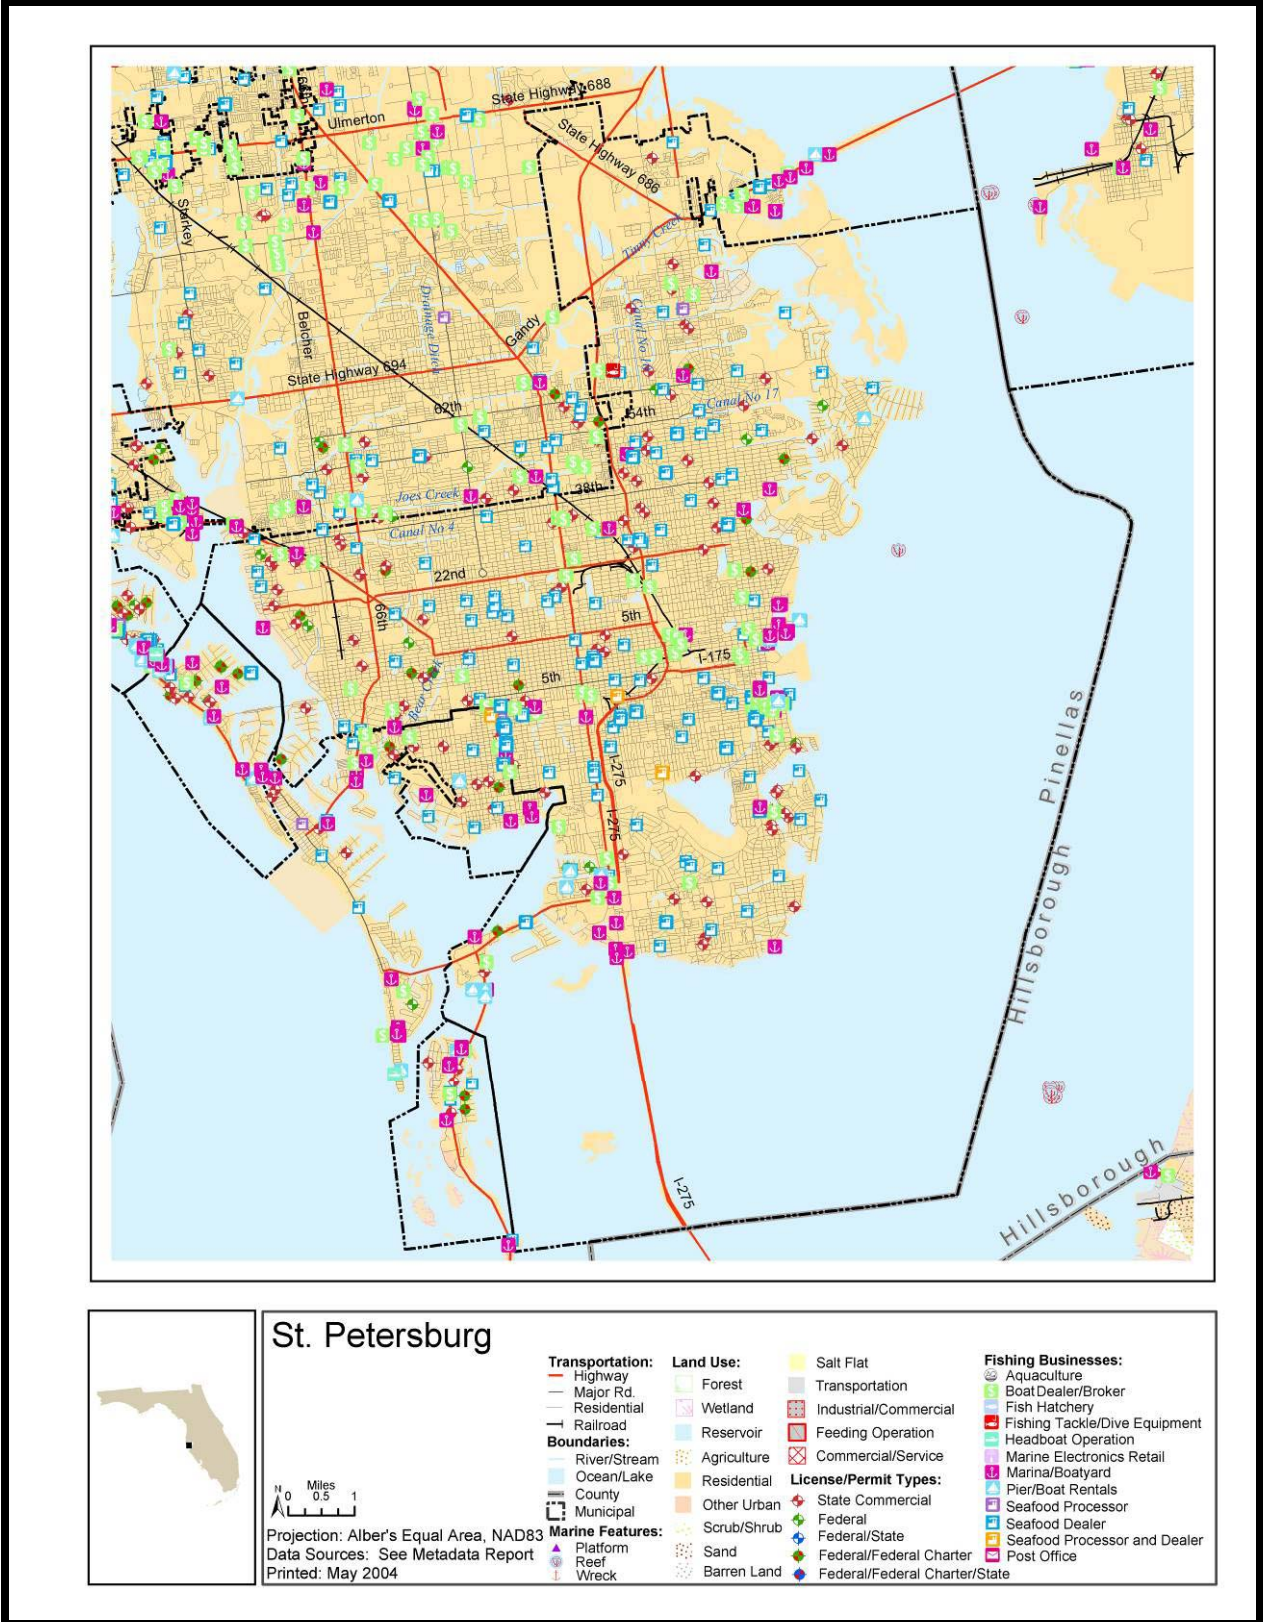 State Highway 688
Ulmerton
State Highway 686
66th
Starkey
Tinny Creek
Drainage Ditch
Belcher
Gandy
State Highway 694
62th
54th
Canal No 17
38th
Joes Creek
Canal No 4
22nd
66th
5th
I-175
5th
Bear Creek
I-275
I-275
I-275
Hillsborough
Pinellas
Hillsborough
St. Petersburg
N
Miles
0 0.5 1
Projection: Alber's Equal Area, NAD83
Data Sources: See Metadata Report
Printed: May 2004
Transportation:
Highway
Major Rd.
Residential
Railroad
Boundaries:
River/Stream
Ocean/Lake
County
Municipal
Marine Features:
Platform
Reef
Wreck
Land Use:
Forest
Wetland
Reservoir
Agriculture
Residential
Other Urban
Scrub/Shrub
Sand
Barren Land
Salt Flat
Transportation
Industrial/Commercial
Feeding Operation
Commercial/Service
License/Permit Types:
State Commercial
Federal
Federal/State
Federal/Federal Charter
Federal/Federal Charter/State
Fishing Businesses:
Aquaculture
Boat Dealer/Broker
Fish Hatchery
Fishing Tackle/Dive Equipment
Headboat Operation
Marine Electronics Retail
Marina/Boatyard
Pier/Boat Rentals
Seafood Processor
Seafood Dealer
Seafood Processor and Dealer
Post Office